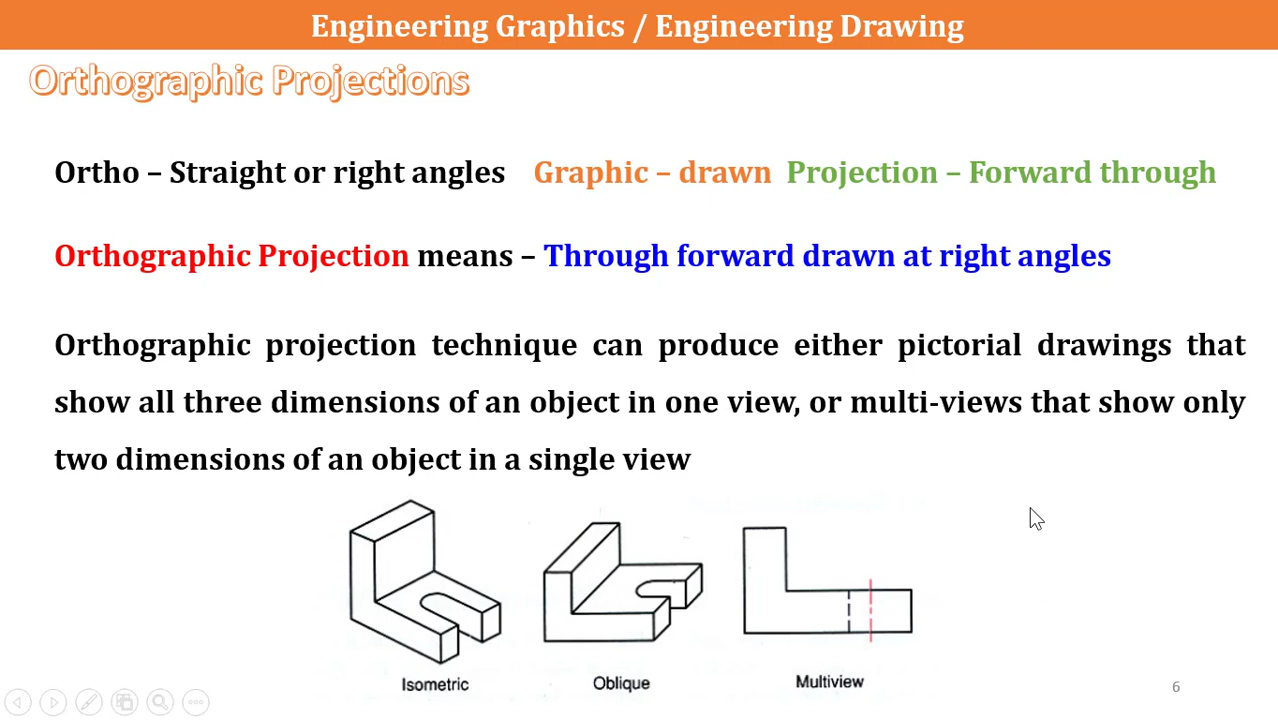 Engineering Graphics / Engineering Drawing
Orthographic Projections
Ortho – Straight or right angles Graphic – drawn Projection – Forward through
Orthographic Projection means – Through forward drawn at right angles
Orthographic projection technique can produce either pictorial drawings that
show all three dimensions of an object in one view, or multi-views that show only
two dimensions of an object in a single view
Isometric Oblique Multiview
6